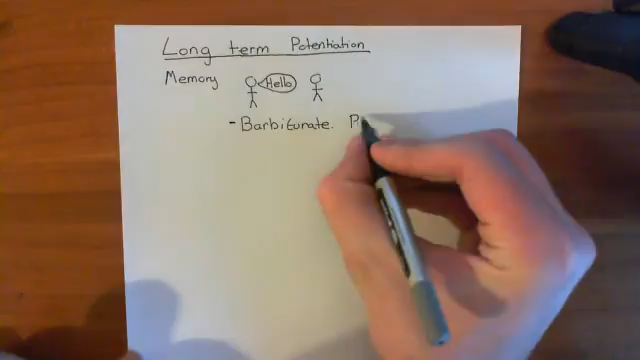 Long term Potentiation
Memory Hello
- Barbiturate. P